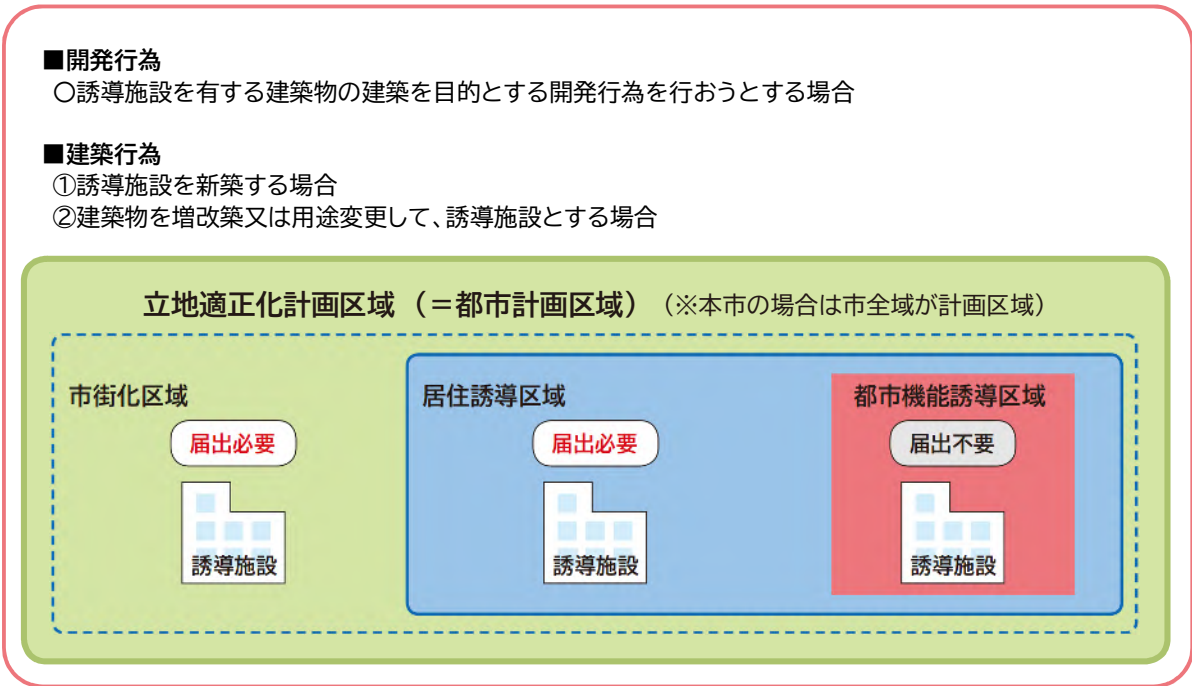 ■開発行為
〇誘導施設を有する建築物の建築を目的とする開発行為を行おうとする場合
■建築行為
①誘導施設を新築する場合
②建築物を増改築又は用途変更して、誘導施設とする場合
立地適正化計画区域（＝都市計画区域）（※本市の場合は市全域が計画区域）
市街化区域
届出必要
誘導施設
居住誘導区域
届出必要
誘導施設
都市機能誘導区域
届出不要
誘導施設